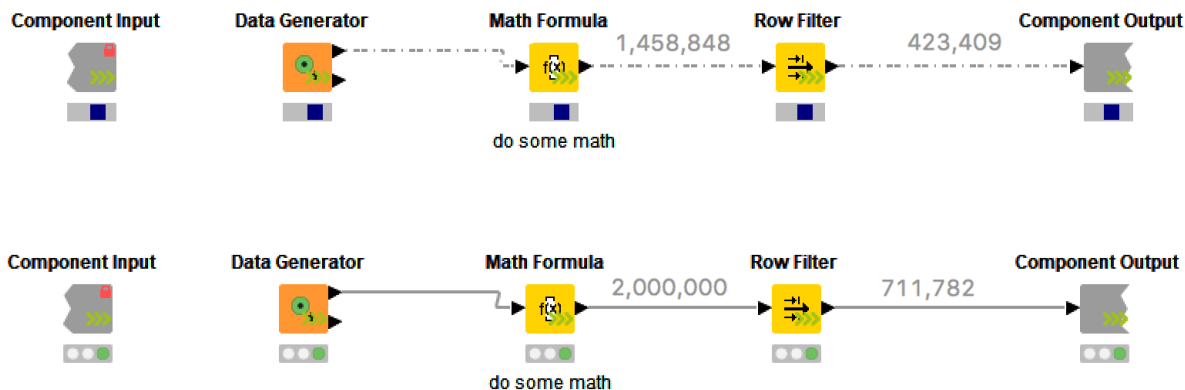 Component Input Data Generator Math Formula Row Filter Component Output
1,458,848 423,409
f(x)
do some math
Component Input Data Generator Math Formula Row Filter Component Output
2,000,000 711,782
f(x)
do some math